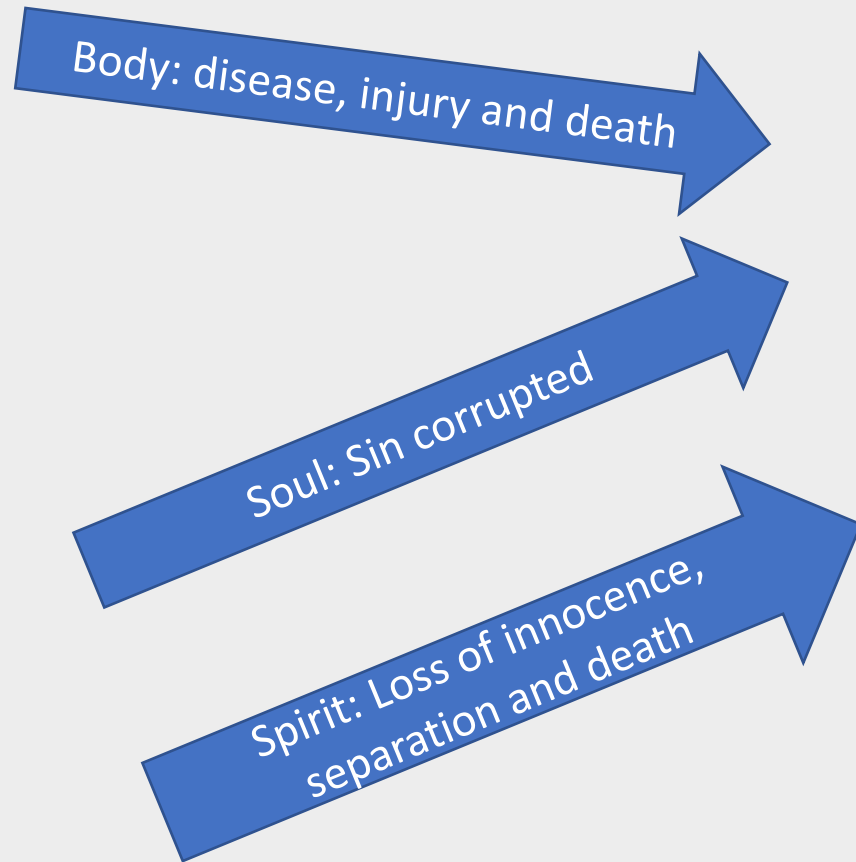 Body: disease, injury and death
Soul: Sin corrupted
Spirit: Loss of innocence,
separation and death